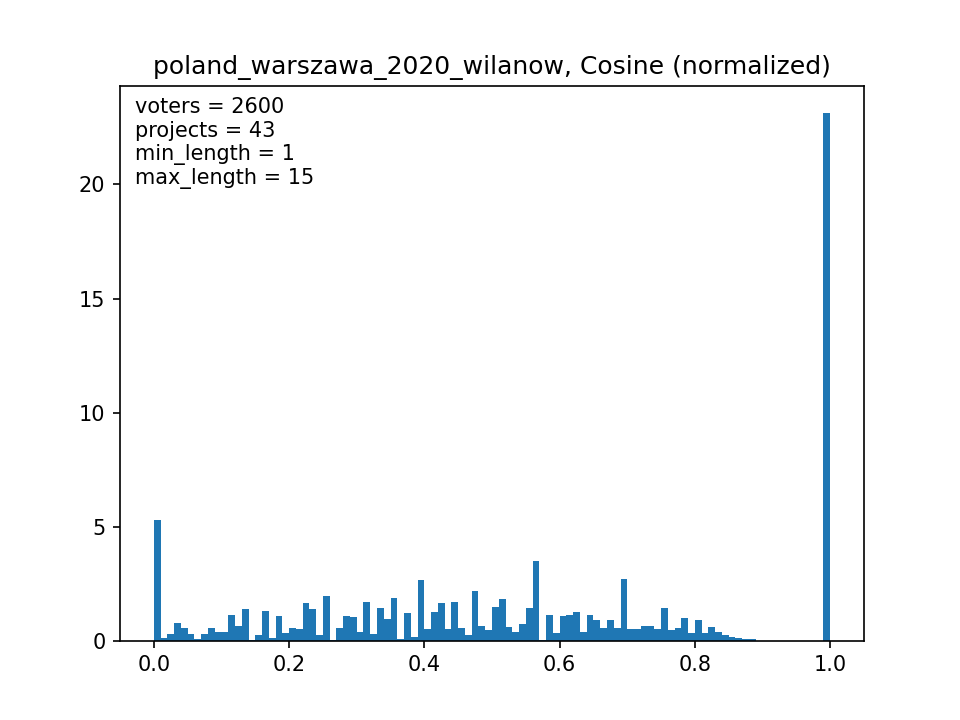 poland_warszawa_2020_wilanow, Cosine (normalized)
voters = 2600
projects = 43
min_length = 1
max_length = 15
20
15
10
5
0
0.0 0.2 0.4 0.6 0.8 1.0